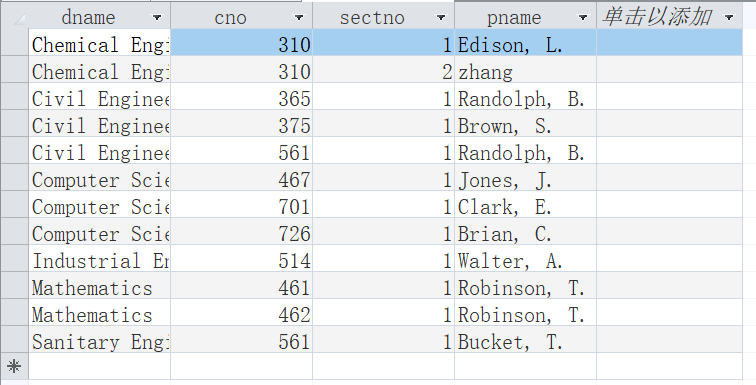 dname cno sectno pname 单击以添加
Chemical Engi 310 1 Edison, L.
Chemical Engi 310 2 zhang
Civil Enginee 365 1 Randolph, B.
Civil Enginee 375 1 Brown, S.
Civil Enginee 561 1 Randolph, B.
Computer Scie 467 1 Jones, J.
Computer Scie 701 1 Clark, E.
Computer Scie 726 1 Brian, C.
Industrial En 514 1 Walter, A.
Mathematics 461 1 Robinson, T.
Mathematics 462 1 Robinson, T.
Sanitary Engi 561 1 Bucket, T.